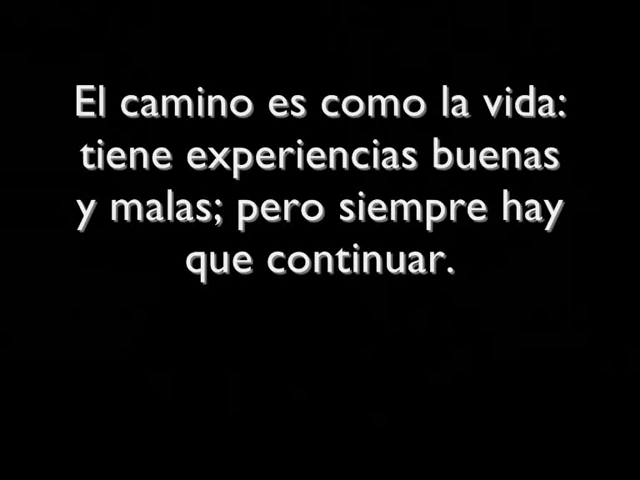 El camino es como la vida:
tiene experiencias buenas
y malas; pero siempre hay
que continuar.